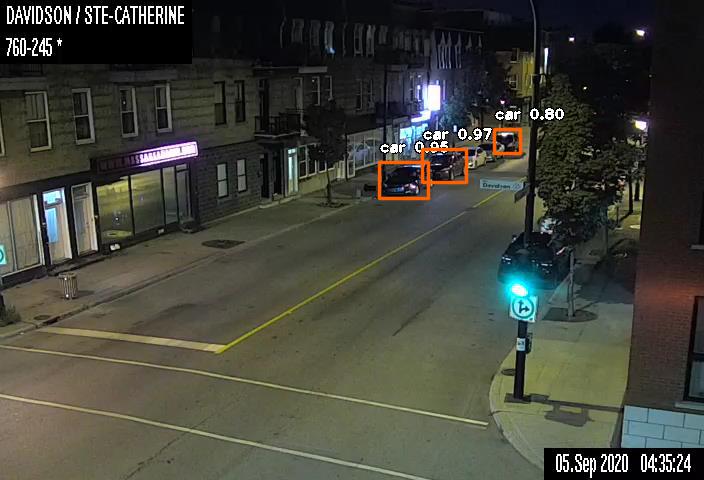 DAVIDSON / STE-CATHERINE
760-245 *
car 0.80
car 0.97
car 0.95
Davidson
05.Sep 2020 04:35:24